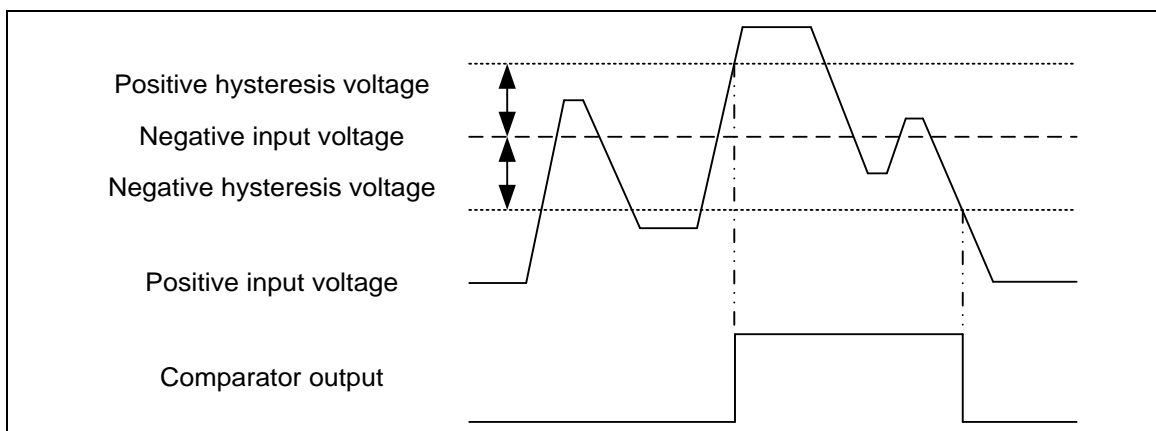 Positive hysteresis voltage
Negative input voltage
Negative hysteresis voltage
Positive input voltage
Comparator output